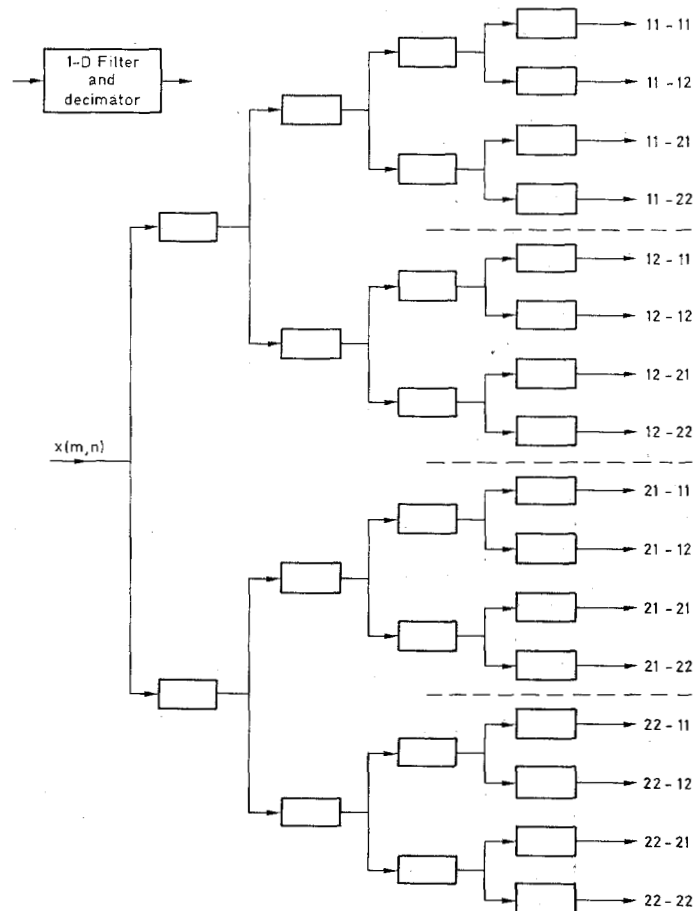 1-D Filter
and
decimator
11 - 11
11 - 12
11 - 21
11 - 22
12 - 11
12 - 12
12 - 21
12 - 22
x(m,n)
21 - 11
21 - 12
21 - 21
21 - 22
22 - 11
22 - 12
22 - 21
22 - 22